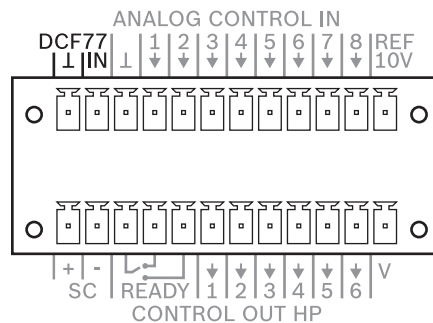 ANALOG CONTROL IN
DCF77 1 2 3 4 5 6 7 8 REF
⊥ IN ⊥ 10V
+ - V
SC READY 1 2 3 4 5 6
CONTROL OUT HP